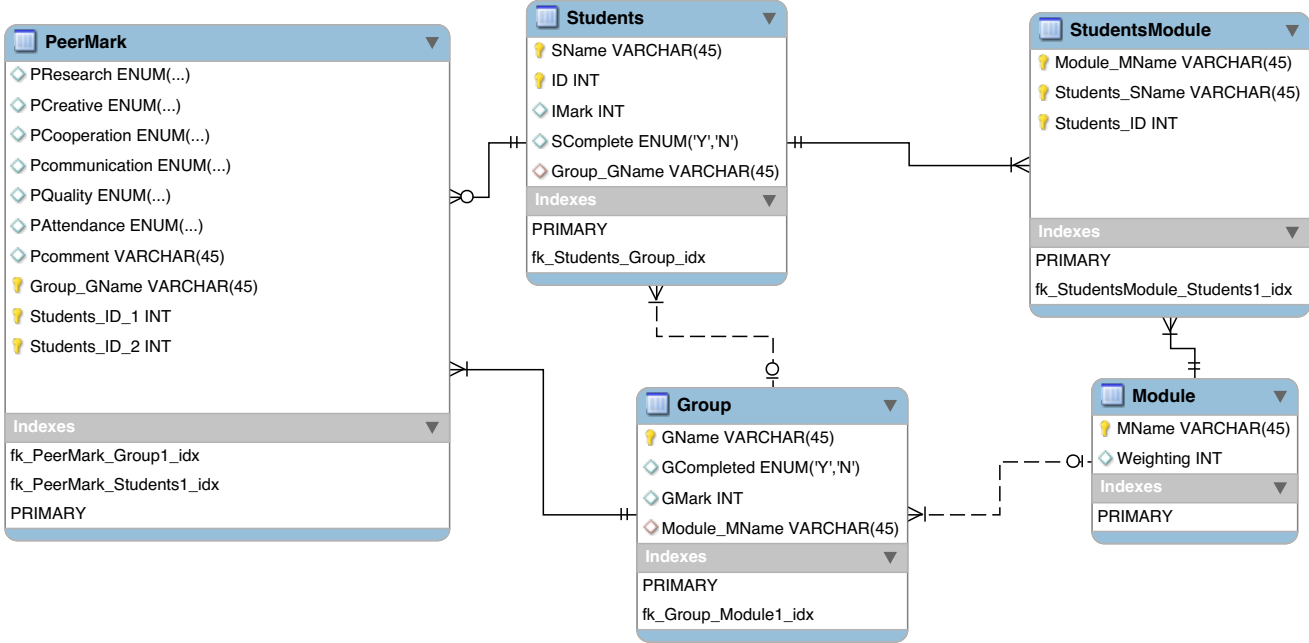 PeerMark
PResearch ENUM(...)
PCreative ENUM(...)
PCooperation ENUM(...)
Pcommunication ENUM(...)
PQuality ENUM(...)
PAttendance ENUM(...)
Pcomment VARCHAR(45)
Group_GName VARCHAR(45)
Students_ID_1 INT
Students_ID_2 INT
Indexes
fk_PeerMark_Group1_idx
fk_PeerMark_Students1_idx
PRIMARY
Students
SName VARCHAR(45)
ID INT
IMark INT
SComplete ENUM('Y','N')
Group_GName VARCHAR(45)
Indexes
PRIMARY
fk_Students_Group_idx
StudentsModule
Module_MName VARCHAR(45)
Students_SName VARCHAR(45)
Students_ID INT
Indexes
PRIMARY
fk_StudentsModule_Students1_idx
Group
GName VARCHAR(45)
GCompleted ENUM('Y','N')
GMark INT
Module_MName VARCHAR(45)
Indexes
PRIMARY
fk_Group_Module1_idx
Module
MName VARCHAR(45)
Weighting INT
Indexes
PRIMARY